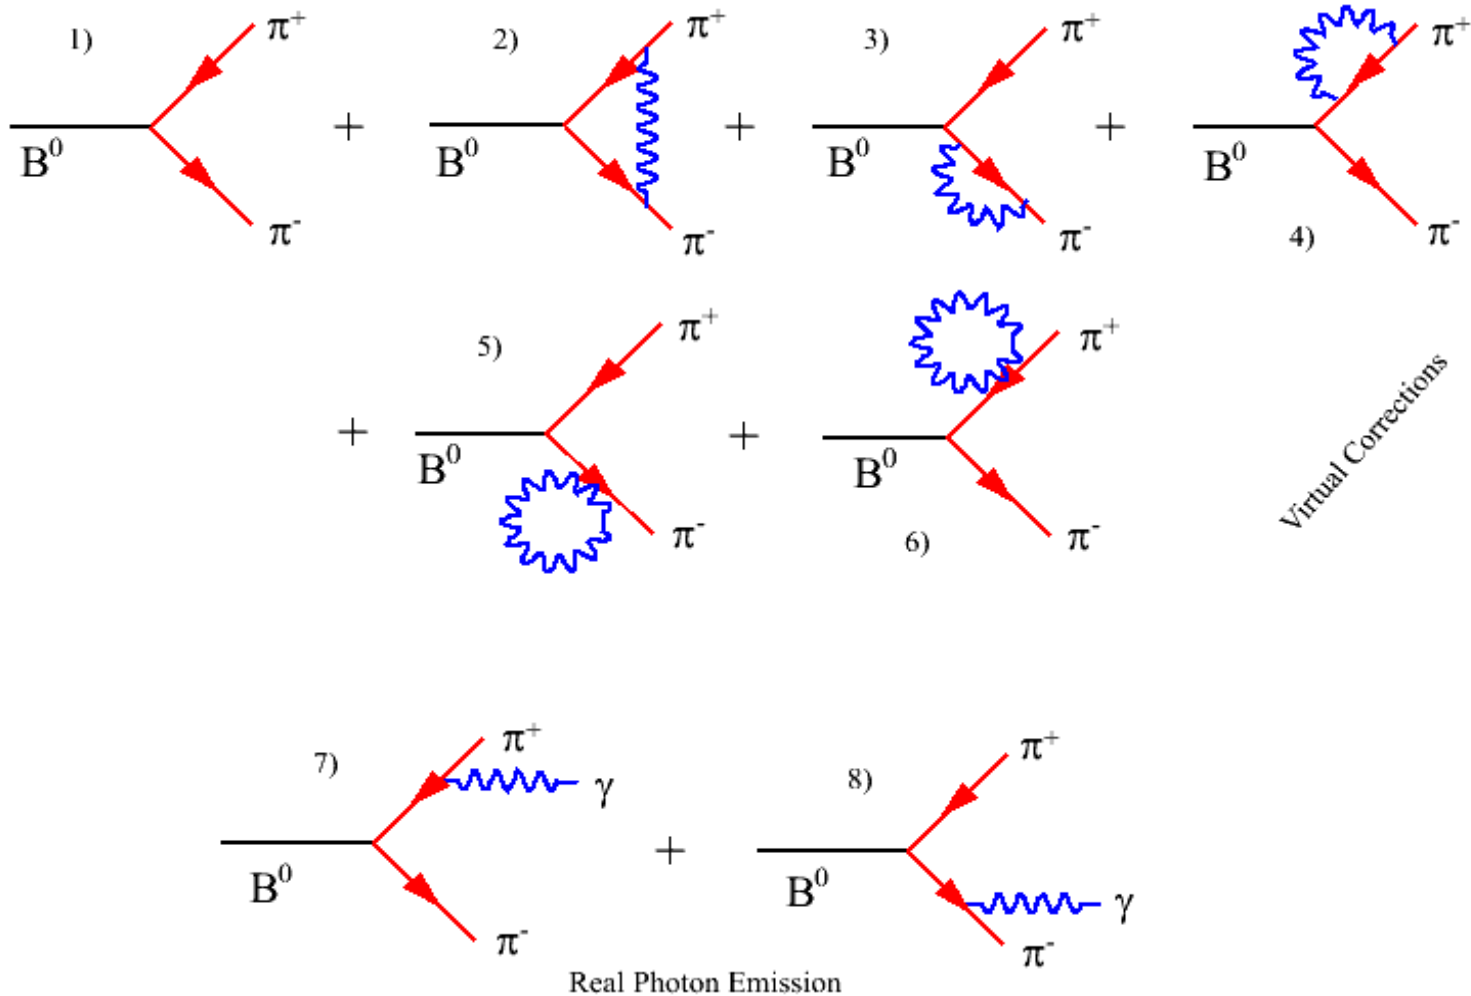 1) π⁺ B⁰ π⁻
+
2) π⁺ B⁰ π⁻
+
3) π⁺ B⁰ π⁻
+
4) π⁺ B⁰ π⁻
+
5) π⁺ B⁰ π⁻
+
6) π⁺ B⁰ π⁻
Virtual Corrections
7) π⁺ γ B⁰ π⁻
+
8) π⁺ B⁰ γ π⁻
Real Photon Emission